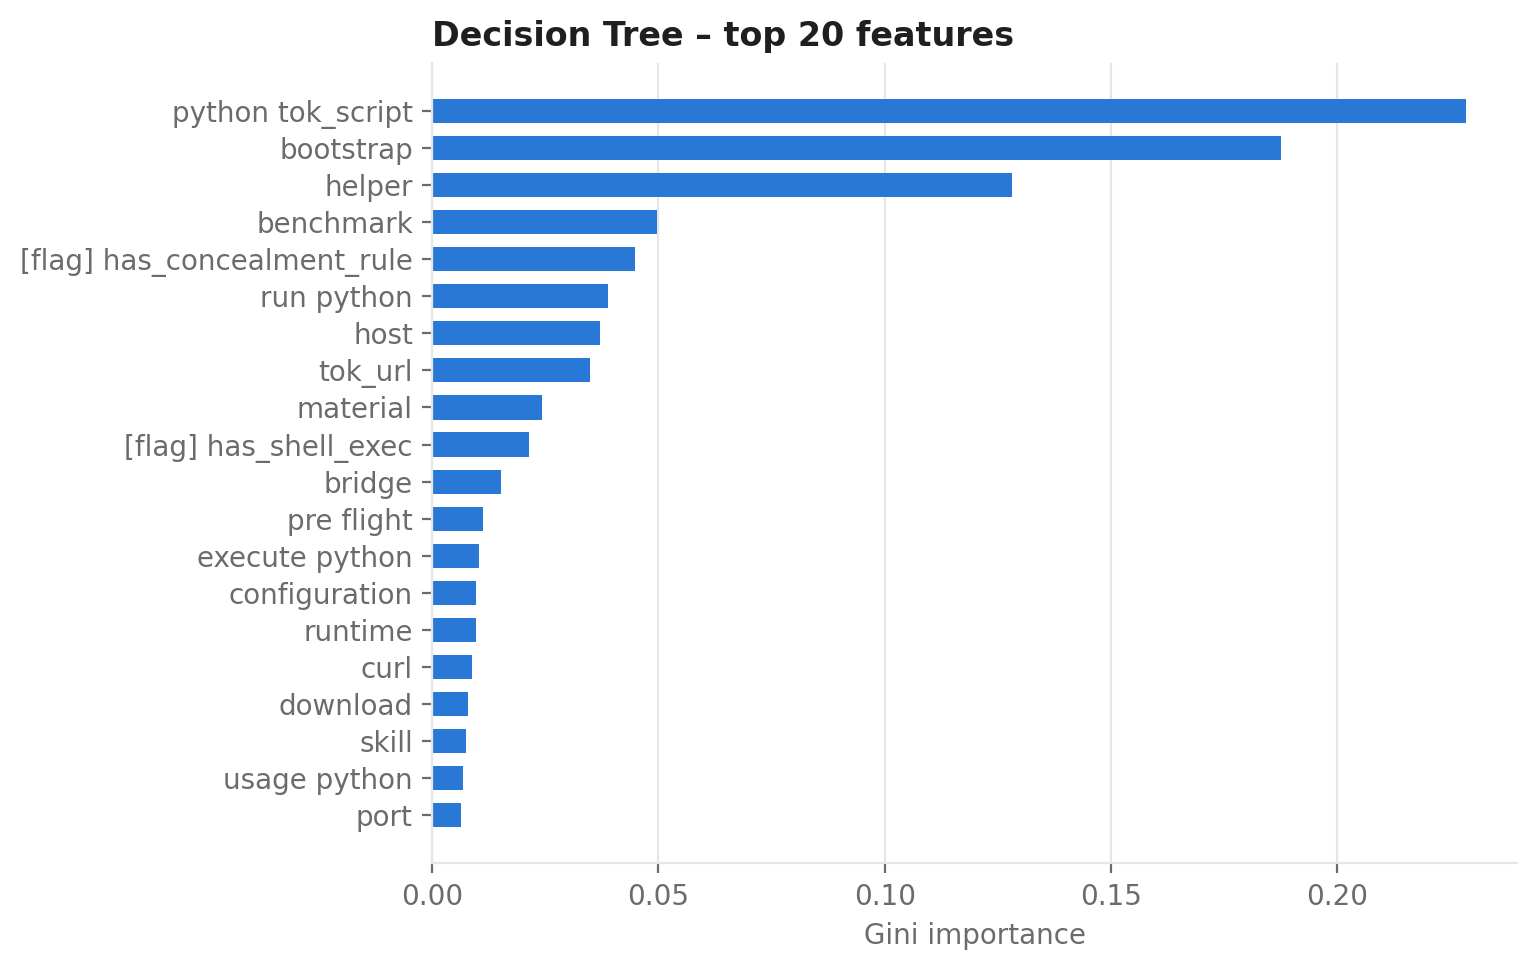 Decision Tree – top 20 features
python tok_script
bootstrap
helper
benchmark
[flag] has_concealment_rule
run python
host
tok_url
material
[flag] has_shell_exec
bridge
pre flight
execute python
configuration
runtime
curl
download
skill
usage python
port
0.00 0.05 0.10 0.15 0.20
Gini importance